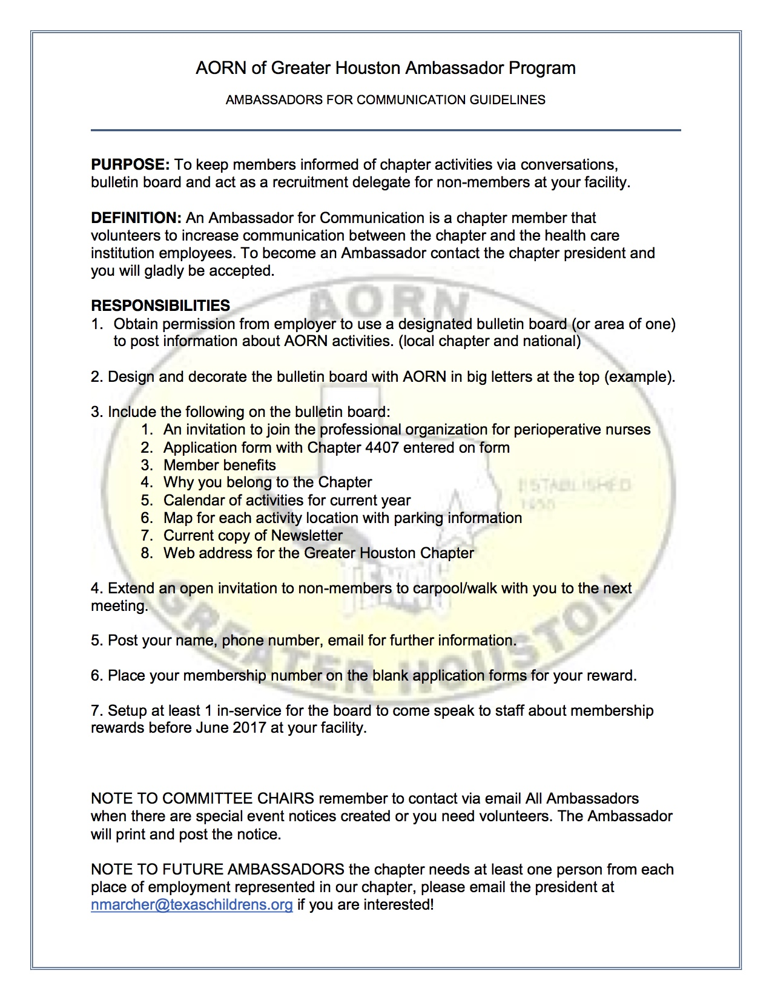 AORN of Greater Houston Ambassador Program
AMBASSADORS FOR COMMUNICATION GUIDELINES
PURPOSE: To keep members informed of chapter activities via conversations,
bulletin board and act as a recruitment delegate for non-members at your facility.
DEFINITION: An Ambassador for Communication is a chapter member that
volunteers to increase communication between the chapter and the health care
institution employees. To become an Ambassador contact the chapter president and
you will gladly be accepted.
AORN
RESPONSIBILITIES
1. Obtain permission from employer to use a designated bulletin board (or area of one)
to post information about AORN activities. (local chapter and national)
2. Design and decorate the bulletin board with AORN in big letters at the top (example).
3. Include the following on the bulletin board:
1. An invitation to join the professional organization for perioperative nurses
2. Application form with Chapter 4407 entered on form
3. Member benefits
4. Why you belong to the Chapter
ESTABLISHED
5. Calendar of activities for current year
6. Map for each activity location with parking information
7. Current copy of Newsletter
8. Web address for the Greater Houston Chapter
TEXAS
4. Extend an open invitation to non-members to carpool/walk with you to the next
meeting.
GREATER HOUSTON
5. Post your name, phone number, email for further information.
6. Place your membership number on the blank application forms for your reward.
7. Setup at least 1 in-service for the board to come speak to staff about membership
rewards before June 2017 at your facility.
NOTE TO COMMITTEE CHAIRS remember to contact via email All Ambassadors
when there are special event notices created or you need volunteers. The Ambassador
will print and post the notice.
NOTE TO FUTURE AMBASSADORS the chapter needs at least one person from each
place of employment represented in our chapter, please email the president at
nmarcher@texaschildrens.org if you are interested!